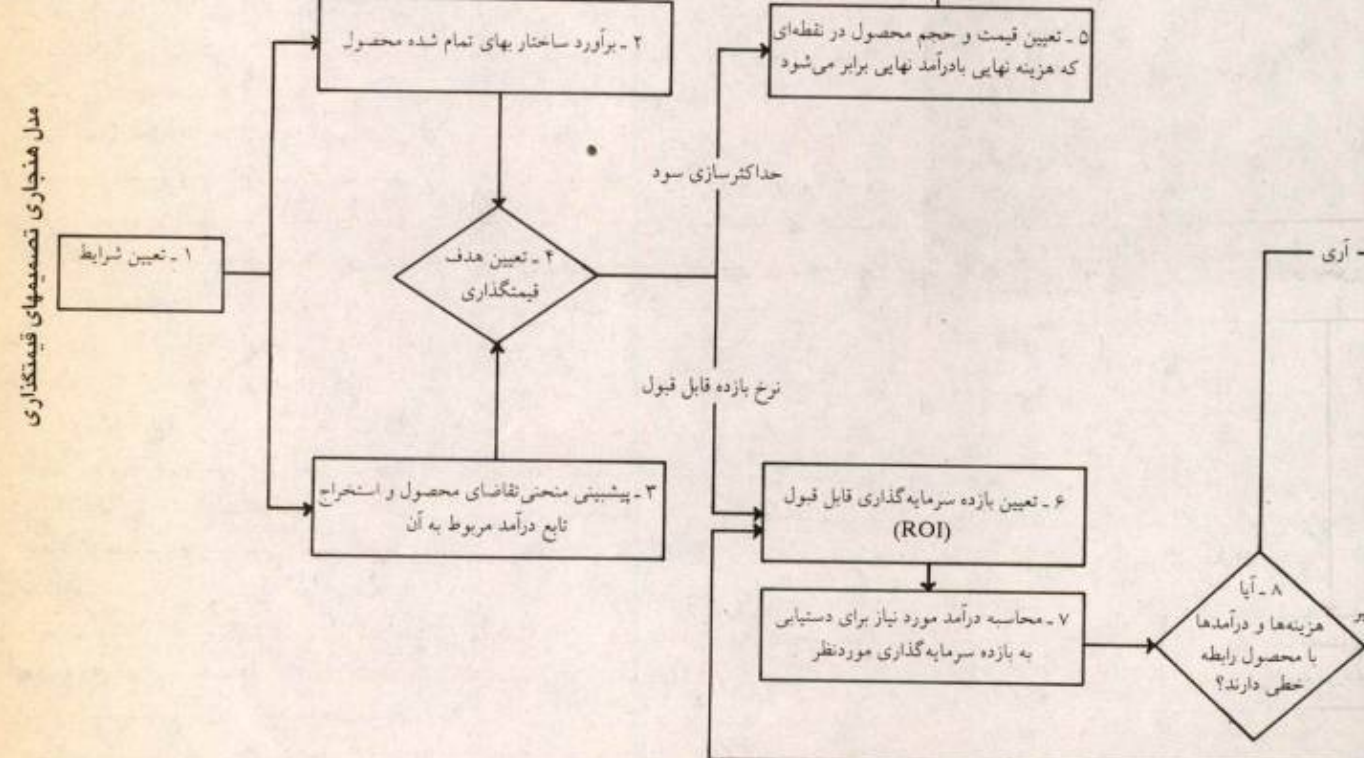 مدل هنجاری تصمیمهای قیمتگذاری
۱ ـ تعیین شرایط
۲ ـ برآورد ساختار بهای تمام شده محصول
۳ ـ پیشبینی منحنی تقاضای محصول و استخراج
تابع درآمد مربوط به آن
۴ ـ تعیین هدف
قیمتگذاری
حداکثرسازی سود
نرخ بازده قابل قبول
۵ ـ تعیین قیمت و حجم محصول در نقطه‌ای
که هزینه نهایی بادرآمد نهایی برابر می‌شود
۶ ـ تعیین بازده سرمایه‌گذاری قابل قبول
(ROI)
۷ ـ محاسبه درآمد مورد نیاز برای دستیابی
به بازده سرمایه‌گذاری موردنظر
۸ ـ آیا
هزینه‌ها و درآمدها
با محصول رابطه
خطی دارند؟
آری